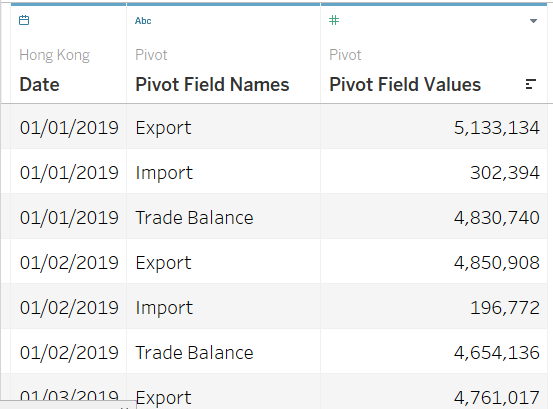 Abc #
Hong Kong Pivot Pivot
Date Pivot Field Names Pivot Field Values
01/01/2019 Export 5,133,134
01/01/2019 Import 302,394
01/01/2019 Trade Balance 4,830,740
01/02/2019 Export 4,850,908
01/02/2019 Import 196,772
01/02/2019 Trade Balance 4,654,136
01/03/2019 Export 4,761,017